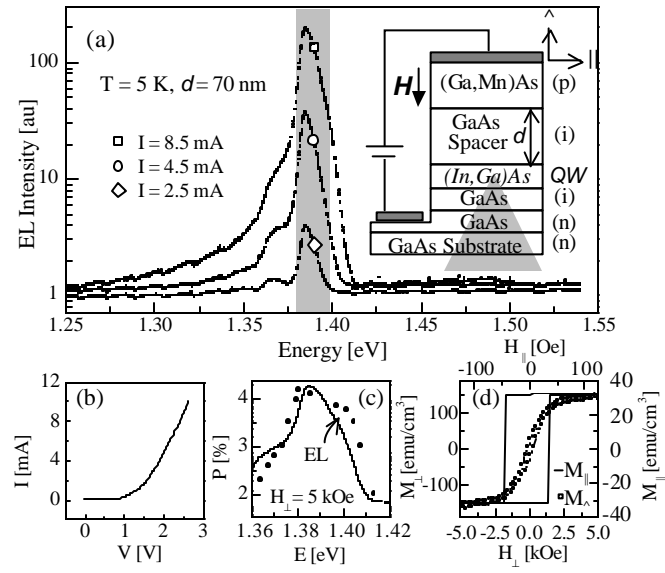 (a)
T = 5 K, d = 70 nm
I = 8.5 mA
I = 4.5 mA
I = 2.5 mA
EL Intensity [au]
100
10
1
1.25
1.30
1.35
1.40
1.45
1.50
1.55
Energy [eV]
^
||
H
(Ga,Mn)As
(p)
GaAs
Spacer
d
(i)
(In,Ga)As
QW
GaAs
(i)
GaAs
(n)
GaAs Substrate
(n)
(b)
I [mA]
12
8
4
0
0
1
2
3
V [V]
(c)
P [%]
4
3
2
EL
H⊥= 5 kOe
1.36
1.38
1.40
1.42
E [eV]
H|| [Oe]
-100
0
100
(d)
M⊥ [emu/cm³]
150
0
-150
M|| [emu/cm³]
40
20
0
-20
-40
M||
M^
-5.0
-2.5
0.0
2.5
5.0
H⊥ [kOe]